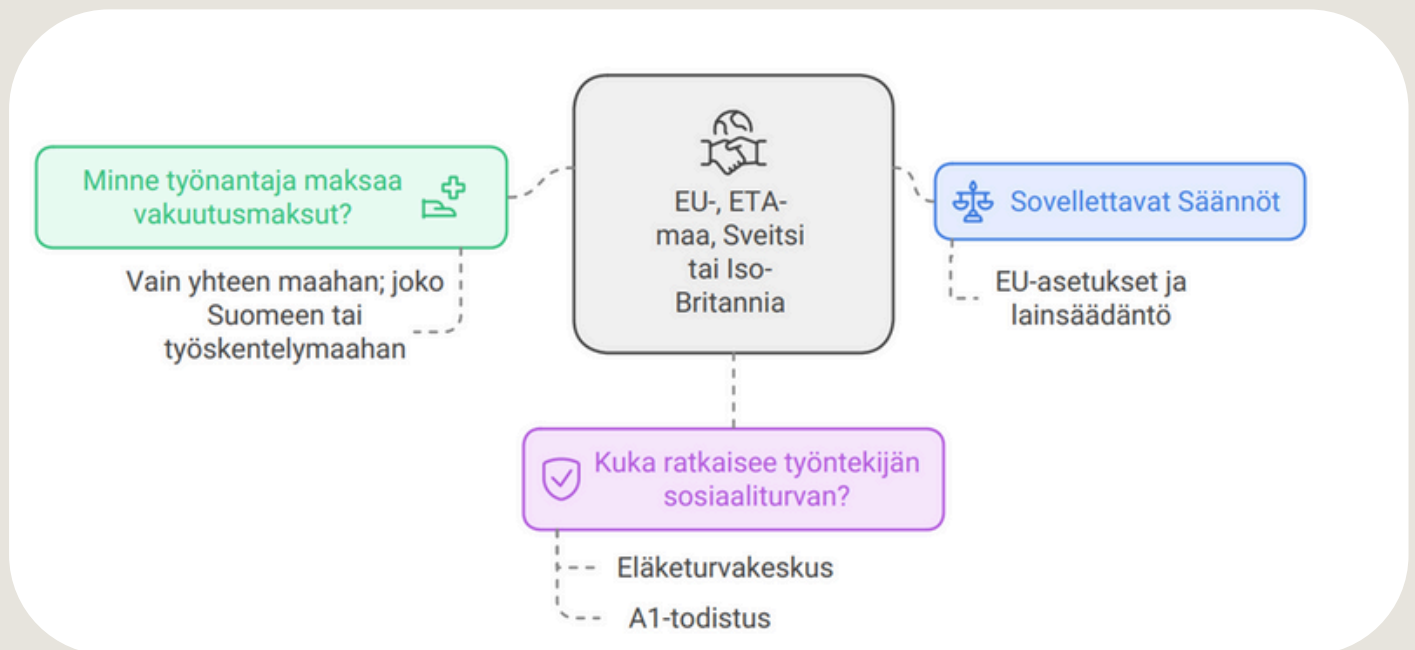 Minne työnantaja maksaa
vakuutusmaksut?
Vain yhteen maahan; joko
Suomeen tai
työskentelymaahan
EU-, ETA-
maa, Sveitsi
tai Iso-
Britannia
Sovellettavat Säännöt
EU-asetukset ja
lainsäädäntö
Kuka ratkaisee työntekijän
sosiaaliturvan?
Eläketurvakeskus
A1-todistus